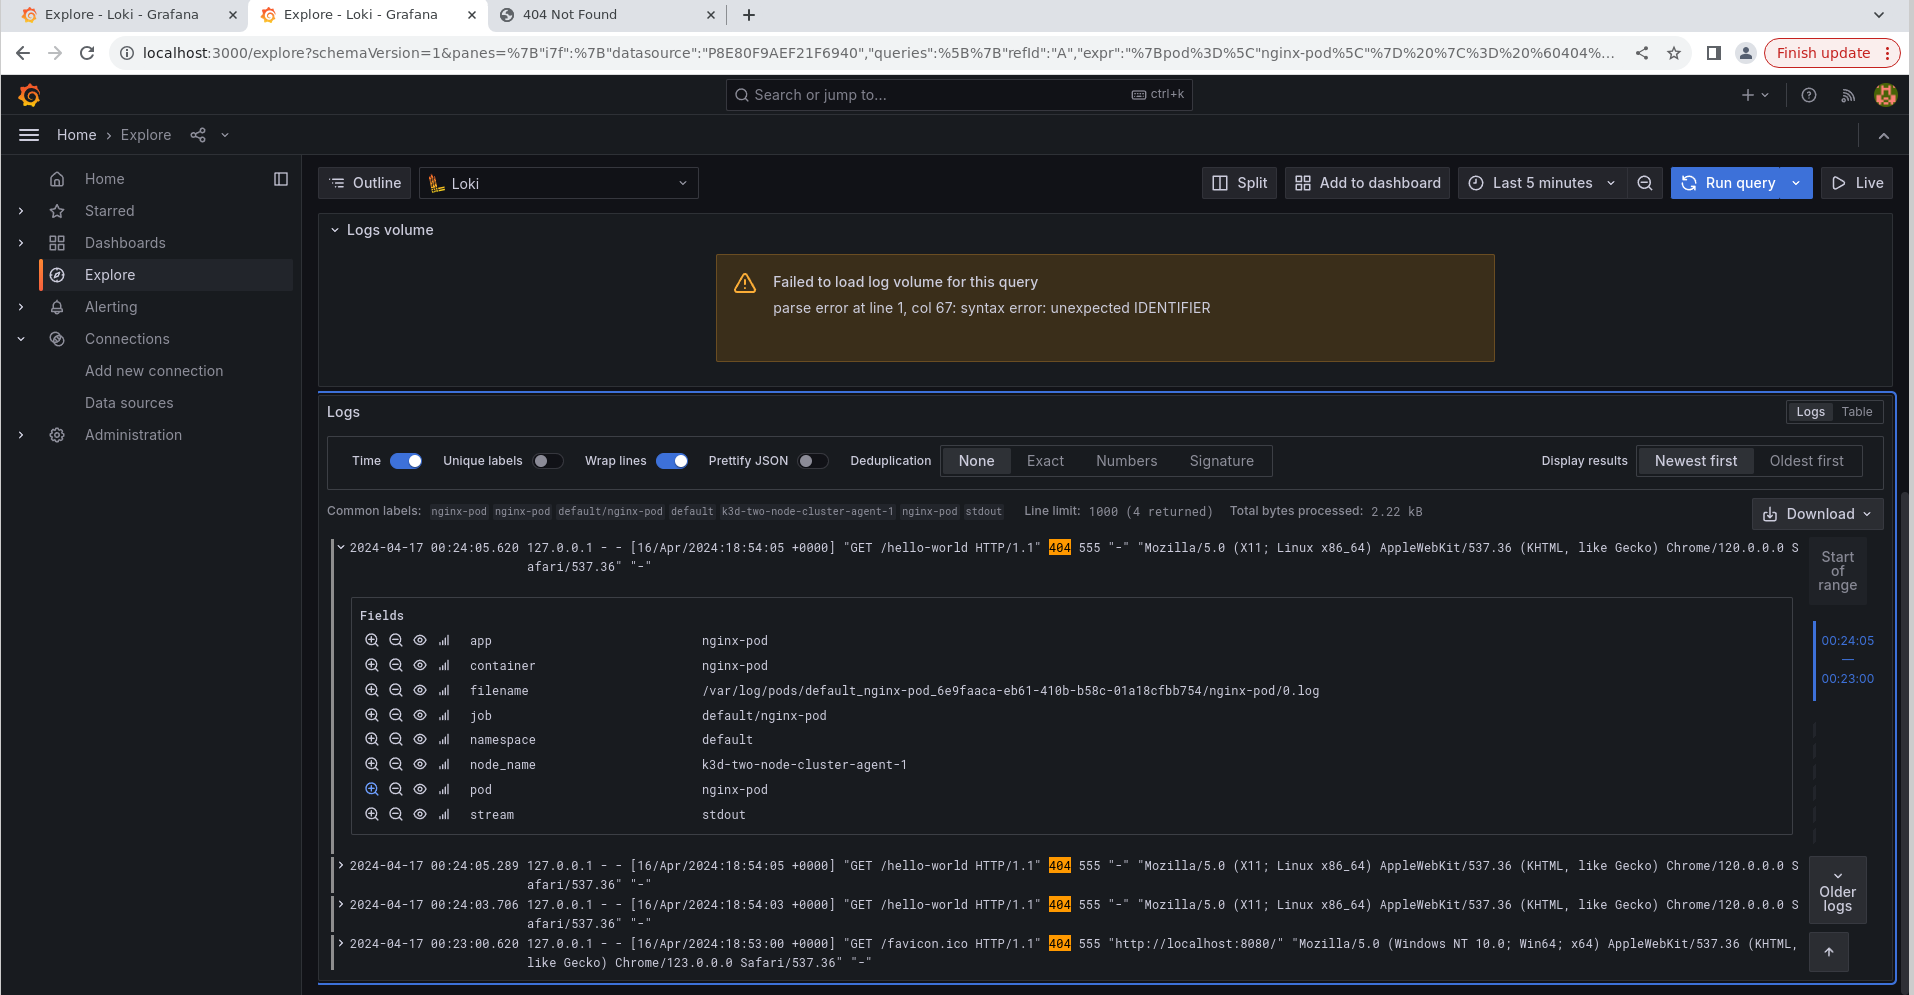 Explore - Loki - Grafana
Explore - Loki - Grafana
404 Not Found
localhost:3000/explore?schemaVersion=1&panes=%7B"i7f":%7B"datasource":"P8E80F9AEF21F6940","queries":%5B%7B"refId":"A","expr":"%7Bpod%3D%5C"nginx-pod%5C"%7D%20%7C%3D%20%60404%...
Finish update
Search or jump to...
ctrl+k
Home › Explore
Home
Starred
Dashboards
Explore
Alerting
Connections
Add new connection
Data sources
Administration
Outline
Loki
Split
Add to dashboard
Last 5 minutes
Run query
Live
Logs volume
Failed to load log volume for this query
parse error at line 1, col 67: syntax error: unexpected IDENTIFIER
Logs
Logs Table
Time Unique labels Wrap lines Prettify JSON Deduplication None Exact Numbers Signature Display results Newest first Oldest first
Common labels: nginx-pod nginx-pod default/nginx-pod default k3d-two-node-cluster-agent-1 nginx-pod stdout Line limit: 1000 (4 returned) Total bytes processed: 2.22 kB
Download
2024-04-17 00:24:05.620 127.0.0.1 - - [16/Apr/2024:18:54:05 +0000] "GET /hello-world HTTP/1.1" 404 555 "-" "Mozilla/5.0 (X11; Linux x86_64) AppleWebKit/537.36 (KHTML, like Gecko) Chrome/120.0.0.0 S
afari/537.36" "-"
Fields
app nginx-pod
container nginx-pod
filename /var/log/pods/default_nginx-pod_6e9faaca-eb61-410b-b58c-01a18cfbb754/nginx-pod/0.log
job default/nginx-pod
namespace default
node_name k3d-two-node-cluster-agent-1
pod nginx-pod
stream stdout
2024-04-17 00:24:05.289 127.0.0.1 - - [16/Apr/2024:18:54:05 +0000] "GET /hello-world HTTP/1.1" 404 555 "-" "Mozilla/5.0 (X11; Linux x86_64) AppleWebKit/537.36 (KHTML, like Gecko) Chrome/120.0.0.0 S
afari/537.36" "-"
2024-04-17 00:24:03.706 127.0.0.1 - - [16/Apr/2024:18:54:03 +0000] "GET /hello-world HTTP/1.1" 404 555 "-" "Mozilla/5.0 (X11; Linux x86_64) AppleWebKit/537.36 (KHTML, like Gecko) Chrome/120.0.0.0 S
afari/537.36" "-"
2024-04-17 00:23:00.620 127.0.0.1 - - [16/Apr/2024:18:53:00 +0000] "GET /favicon.ico HTTP/1.1" 404 555 "http://localhost:8080/" "Mozilla/5.0 (Windows NT 10.0; Win64; x64) AppleWebKit/537.36 (KHTML,
like Gecko) Chrome/123.0.0.0 Safari/537.36" "-"
Start
of
range
00:24:05
—
00:23:00
Older
logs